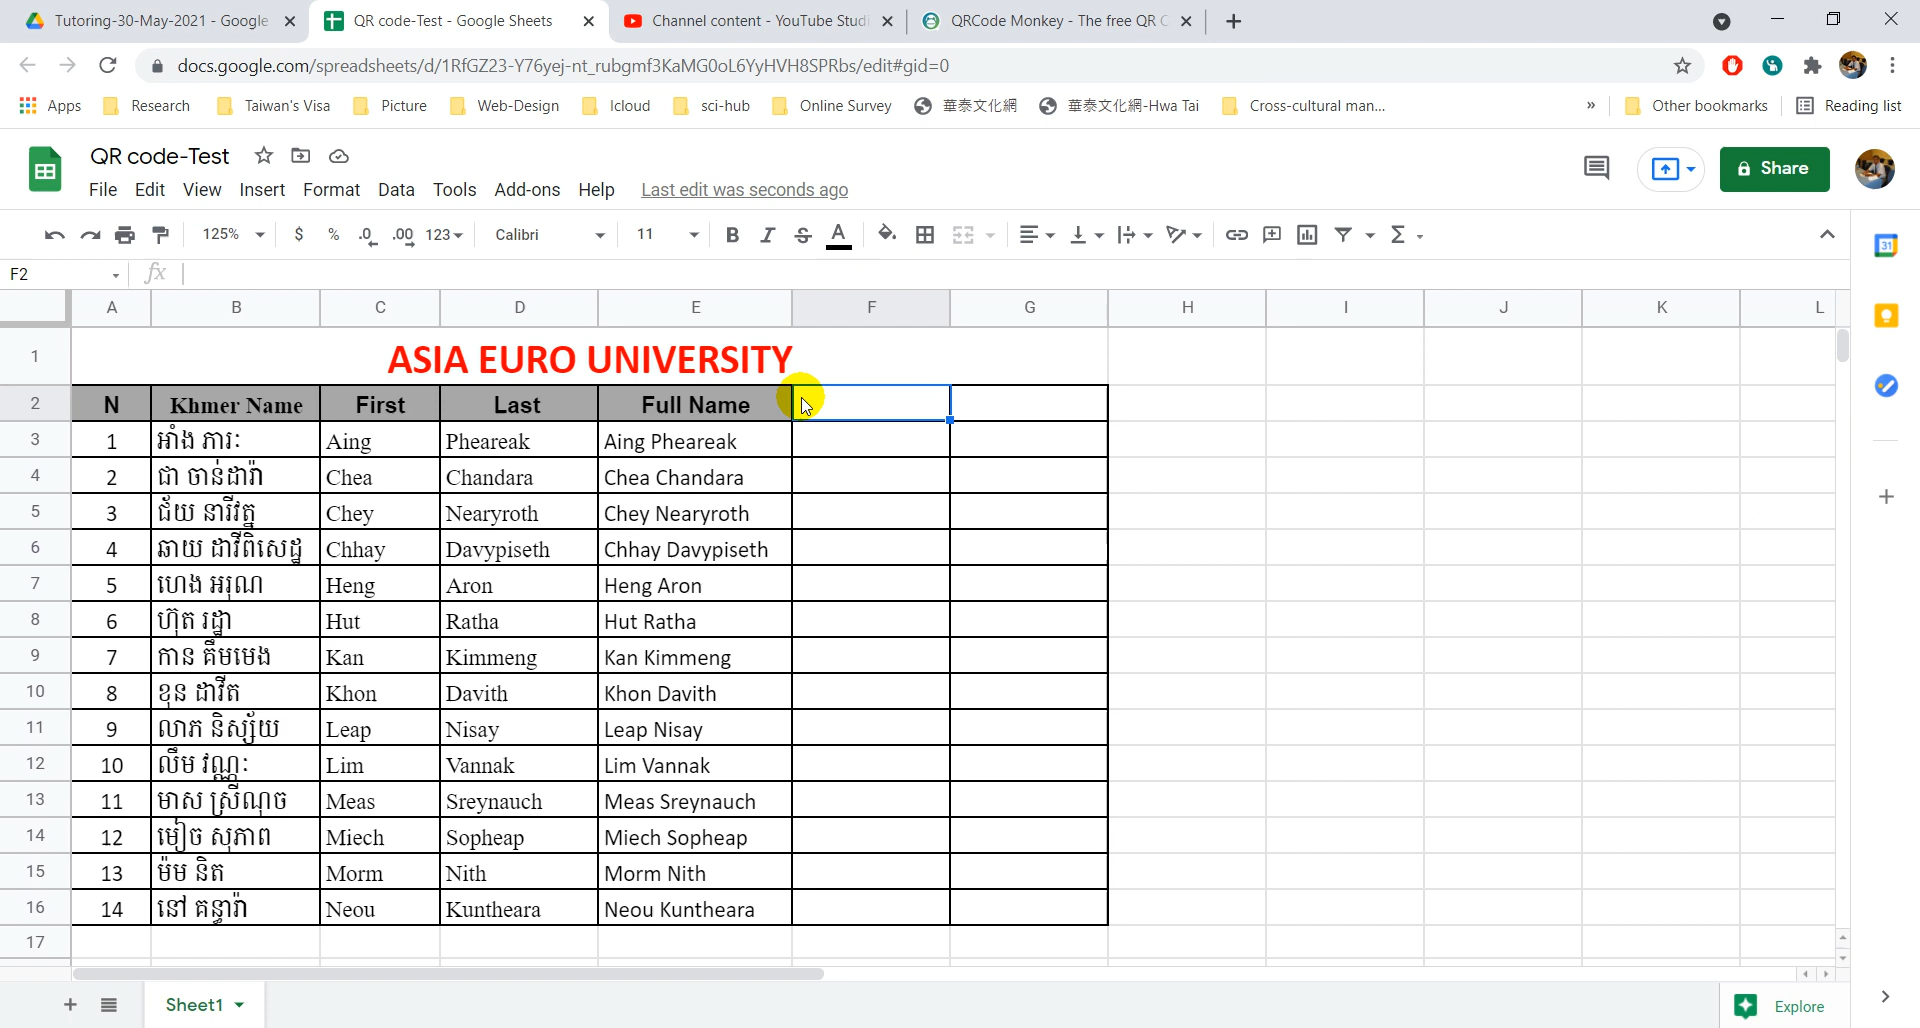 Tutoring-30-May-2021 - Google
QR code-Test - Google Sheets
Channel content - YouTube Studi
QRCode Monkey - The free QR C
docs.google.com/spreadsheets/d/1RfGZ23-Y76yej-nt_rubgmf3KaMG0oL6YyHVH8SPRbs/edit#gid=0
Apps Research Taiwan's Visa Picture Web-Design Icloud sci-hub Online Survey 華泰文化網 華泰文化網-Hwa Tai Cross-cultural man... » Other bookmarks Reading list
QR code-Test
File Edit View Insert Format Data Tools Add-ons Help Last edit was seconds ago
Share
125% $ % .0 .00 123 Calibri 11 B I S A Σ
F2 fx
A B C D E F G H I J K L
1 ASIA EURO UNIVERSITY
2 N Khmer Name First Last Full Name
3 1 អាំង ភារៈ Aing Pheareak Aing Pheareak
4 2 ជា ចាន់ដារ៉ា Chea Chandara Chea Chandara
5 3 ជ័យ នារីវត្ន Chey Nearyroth Chey Nearyroth
6 4 ឆាយ ដាវីពិសេដ្ឋ Chhay Davypiseth Chhay Davypiseth
7 5 ហេង អរុណ Heng Aron Heng Aron
8 6 ហ៊ុត រដ្ឋា Hut Ratha Hut Ratha
9 7 កាន គឹមមេង Kan Kimmeng Kan Kimmeng
10 8 ខុន ដាវីត Khon Davith Khon Davith
11 9 លាភ និស្ស័យ Leap Nisay Leap Nisay
12 10 លឹម វណ្ណៈ Lim Vannak Lim Vannak
13 11 មាស ស្រីណុច Meas Sreynauch Meas Sreynauch
14 12 មៀច សុភាព Miech Sopheap Miech Sopheap
15 13 ម៉ម និត Morm Nith Morm Nith
16 14 នៅ គន្ធារ៉ា Neou Kuntheara Neou Kuntheara
17
Sheet1
Explore